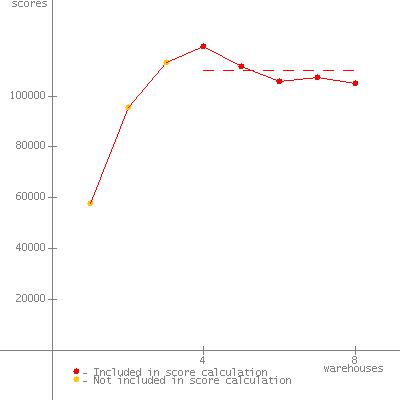 scores
100000
80000
60000
40000
20000
4
8
warehouses
- Included in score calculation
- Not included in score calculation